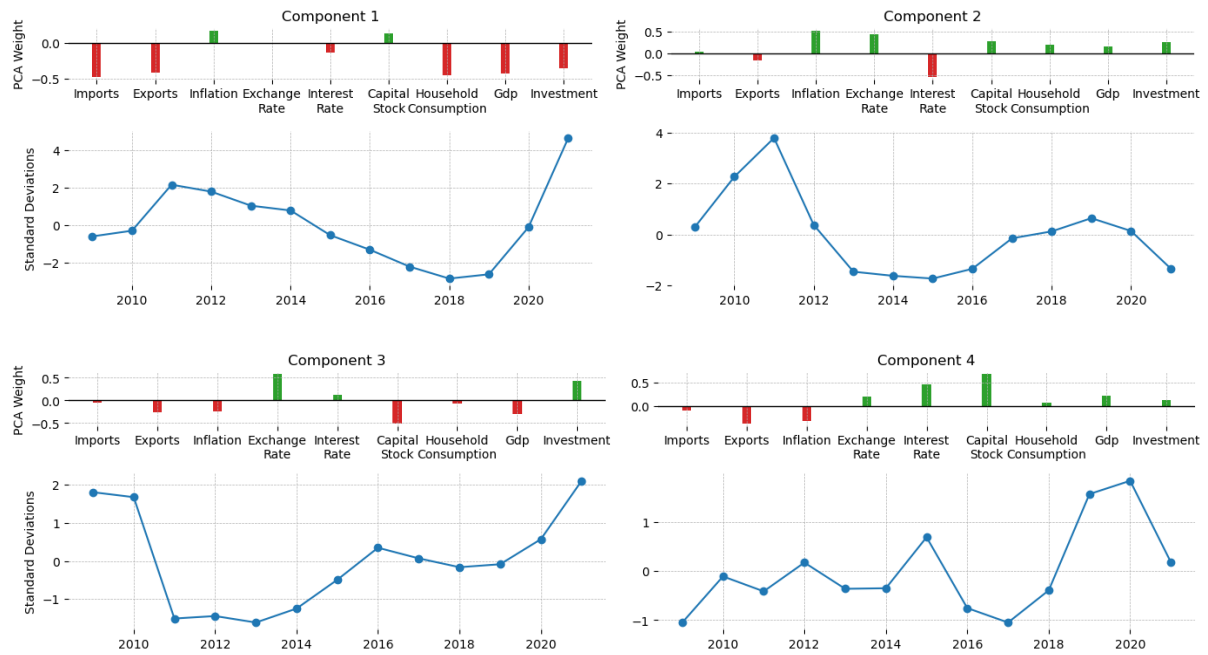 Component 1
PCA Weight
0.0
−0.5
Imports Exports Inflation Exchange Rate Interest Rate Capital Stock Household Consumption Gdp Investment
Standard Deviations
4
2
0
−2
2010 2012 2014 2016 2018 2020
Component 2
PCA Weight
0.5
0.0
−0.5
Imports Exports Inflation Exchange Rate Interest Rate Capital Stock Household Consumption Gdp Investment
4
2
0
−2
2010 2012 2014 2016 2018 2020
Component 3
PCA Weight
0.5
0.0
−0.5
Imports Exports Inflation Exchange Rate Interest Rate Capital Stock Household Consumption Gdp Investment
Standard Deviations
2
1
0
−1
2010 2012 2014 2016 2018 2020
Component 4
0.5
0.0
Imports Exports Inflation Exchange Rate Interest Rate Capital Stock Household Consumption Gdp Investment
1
0
−1
2010 2012 2014 2016 2018 2020